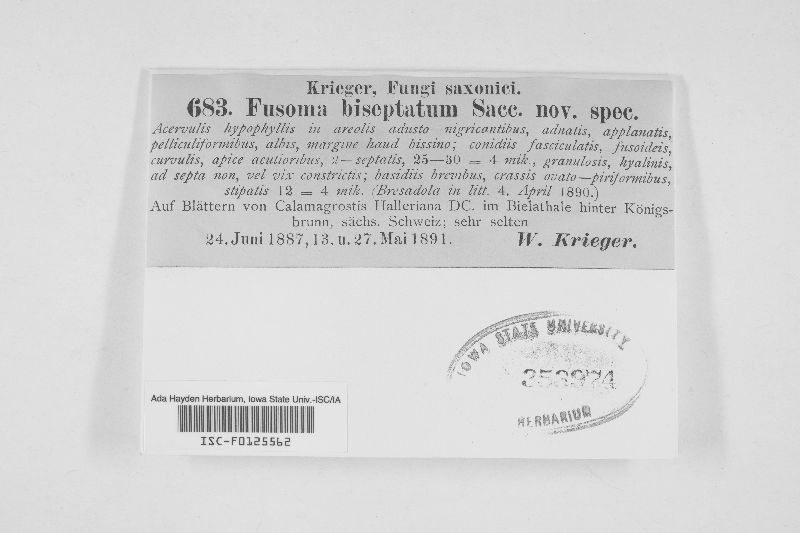 Krieger, Fungi saxonici.
683. Fusoma biseptatum Sacc. nov. spec.
Acervulis hypophyllis in areolis adusto nigricantibus, adnatis, applanatis,
pelliculiformibus, albis, margine haud bissino; conidiis fasciculatis, fusoideis,
curvulis, apice acutioribus, 2—septatis, 25—30 = 4 mik., granulosis, hyalinis,
ad septa non, vel vix constrictis; basidiis brevibus, crassis ovato—piriformibus,
stipatis 12 = 4 mik. (Bresadola in litt. 4. April 1890.)
Auf Blättern von Calamagrostis Halleriana DC. im Bielathale hinter Königs-
brunn, sächs. Schweiz; sehr selten
24. Juni 1887, 13. u. 27. Mai 1891. W. Krieger.
IOWA STATE UNIVERSITY
353974
HERBARIUM
Ada Hayden Herbarium, Iowa State Univ.-ISC/IA
ISC-F0125562